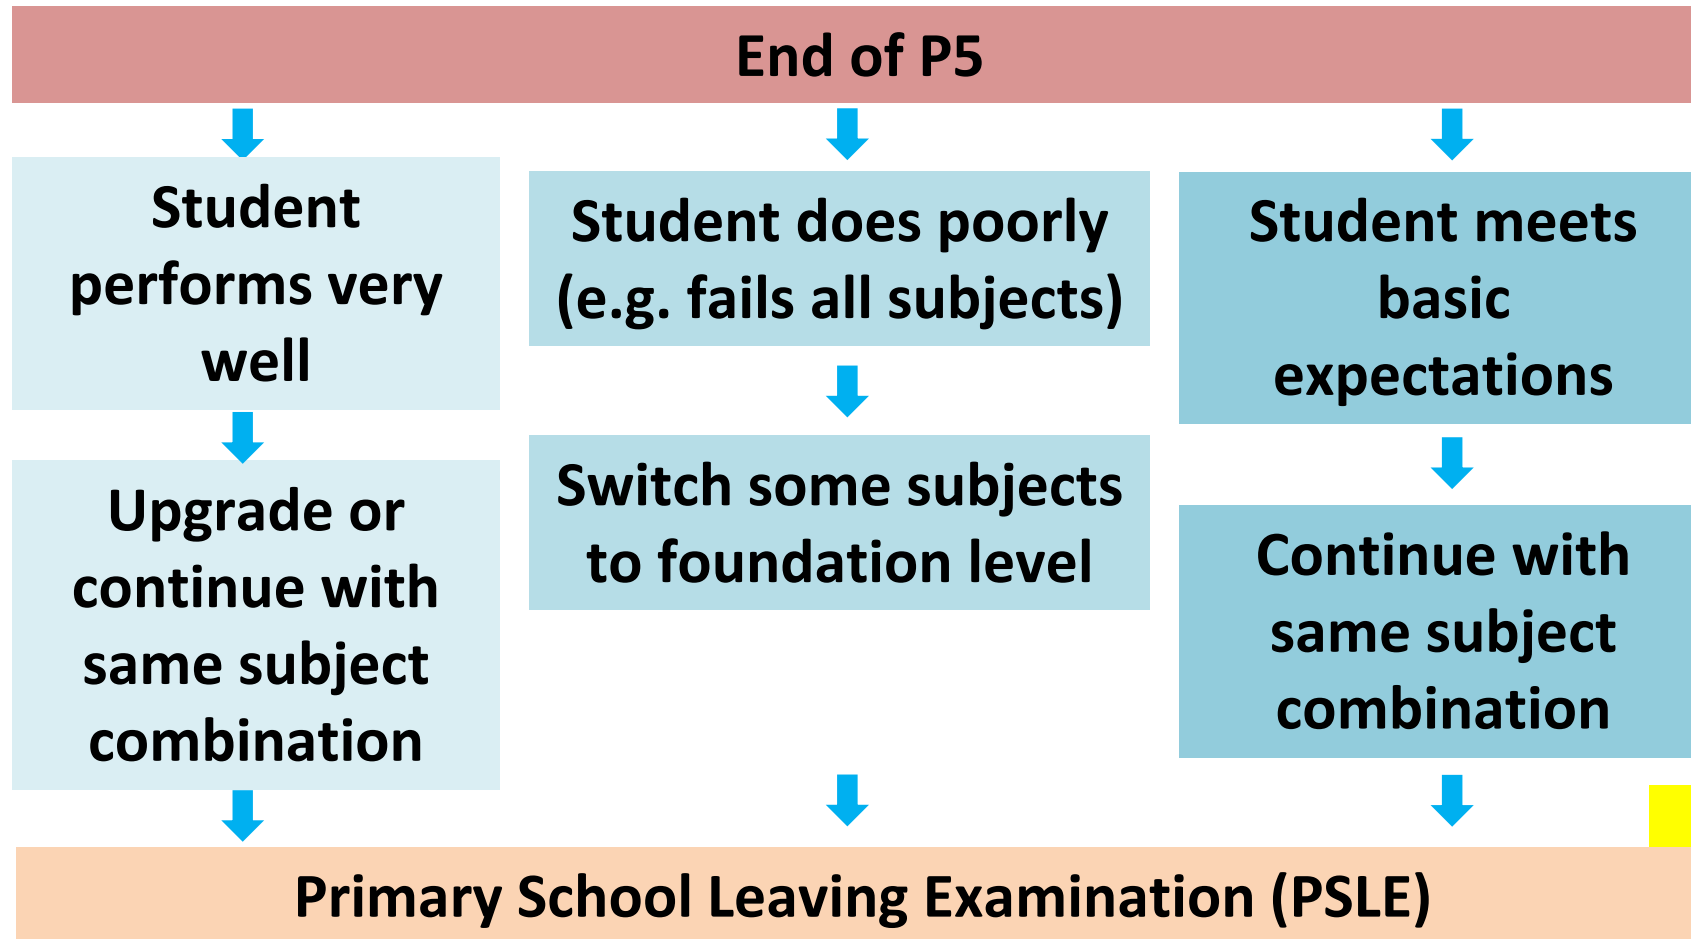 End of P5
Student
performs very
well
Student does poorly
(e.g. fails all subjects)
Student meets
basic
expectations
Upgrade or
continue with
same subject
combination
Switch some subjects
to foundation level
Continue with
same subject
combination
Primary School Leaving Examination (PSLE)